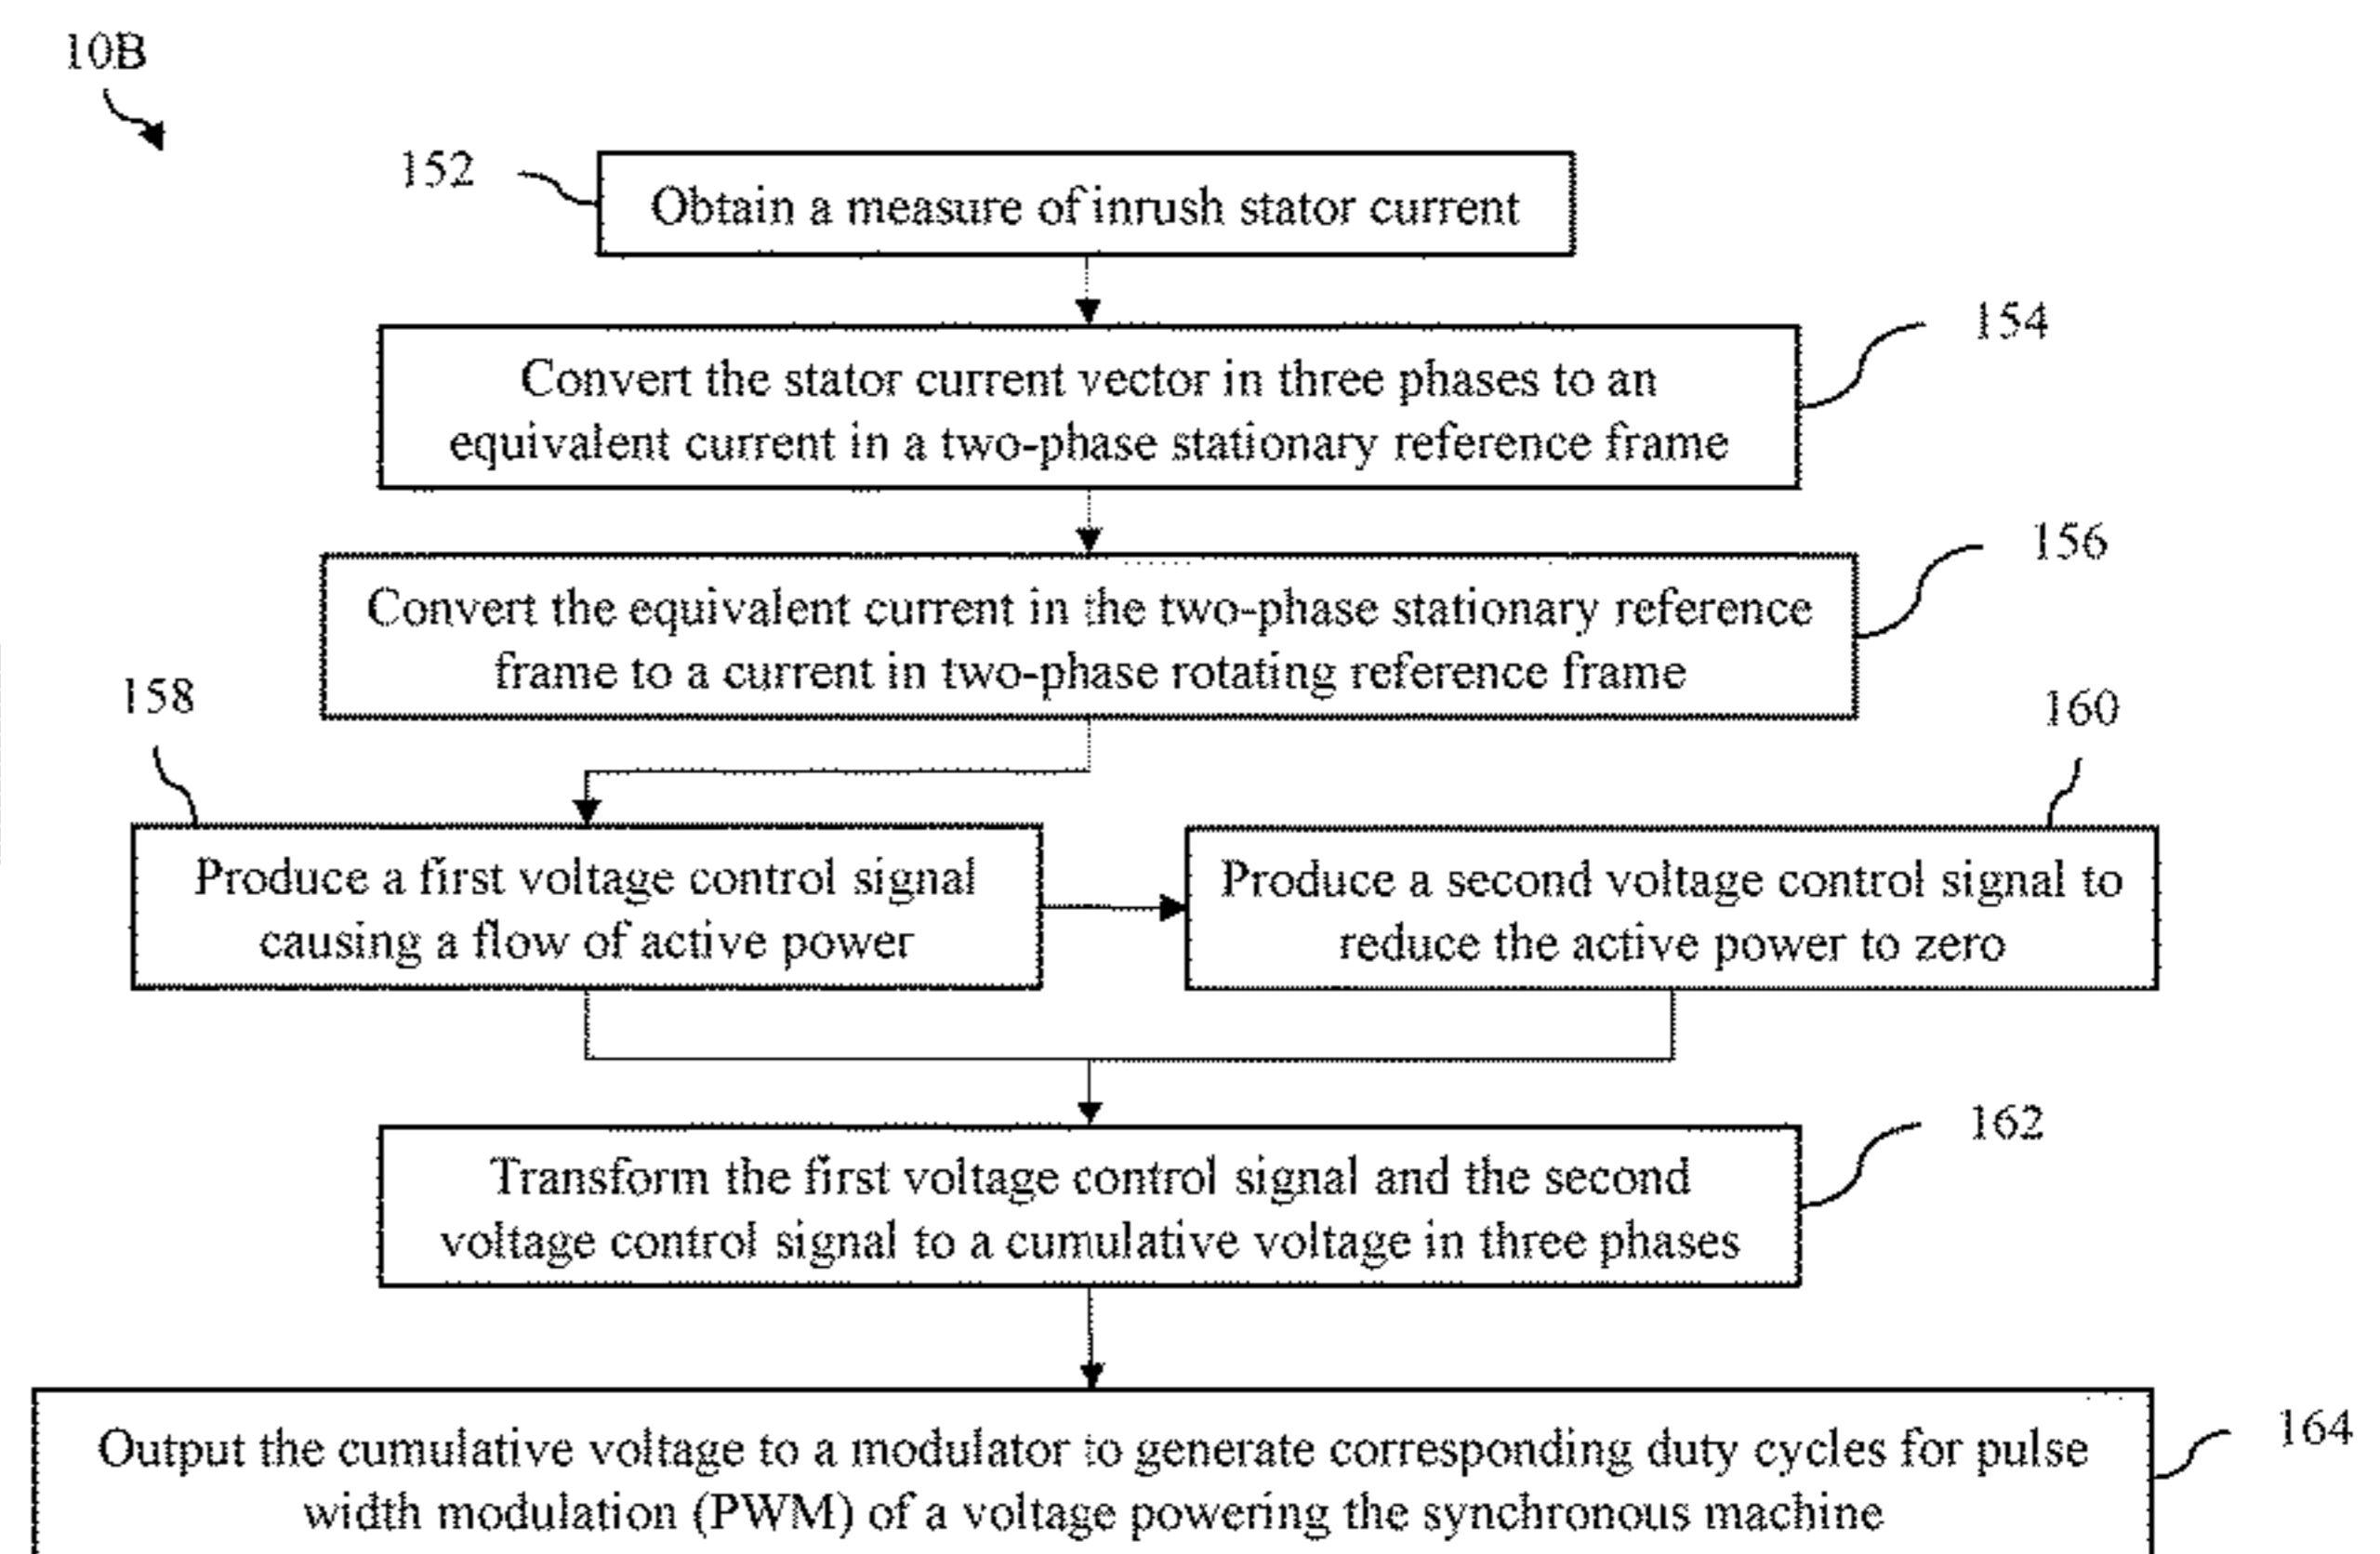 10B
152
Obtain a measure of inrush stator current
154
Convert the stator current vector in three phases to an
equivalent current in a two-phase stationary reference frame
156
Convert the equivalent current in the two-phase stationary reference
frame to a current in two-phase rotating reference frame
158
160
Produce a first voltage control signal
causing a flow of active power
Produce a second voltage control signal to
reduce the active power to zero
162
Transform the first voltage control signal and the second
voltage control signal to a cumulative voltage in three phases
164
Output the cumulative voltage to a modulator to generate corresponding duty cycles for pulse
width modulation (PWM) of a voltage powering the synchronous machine